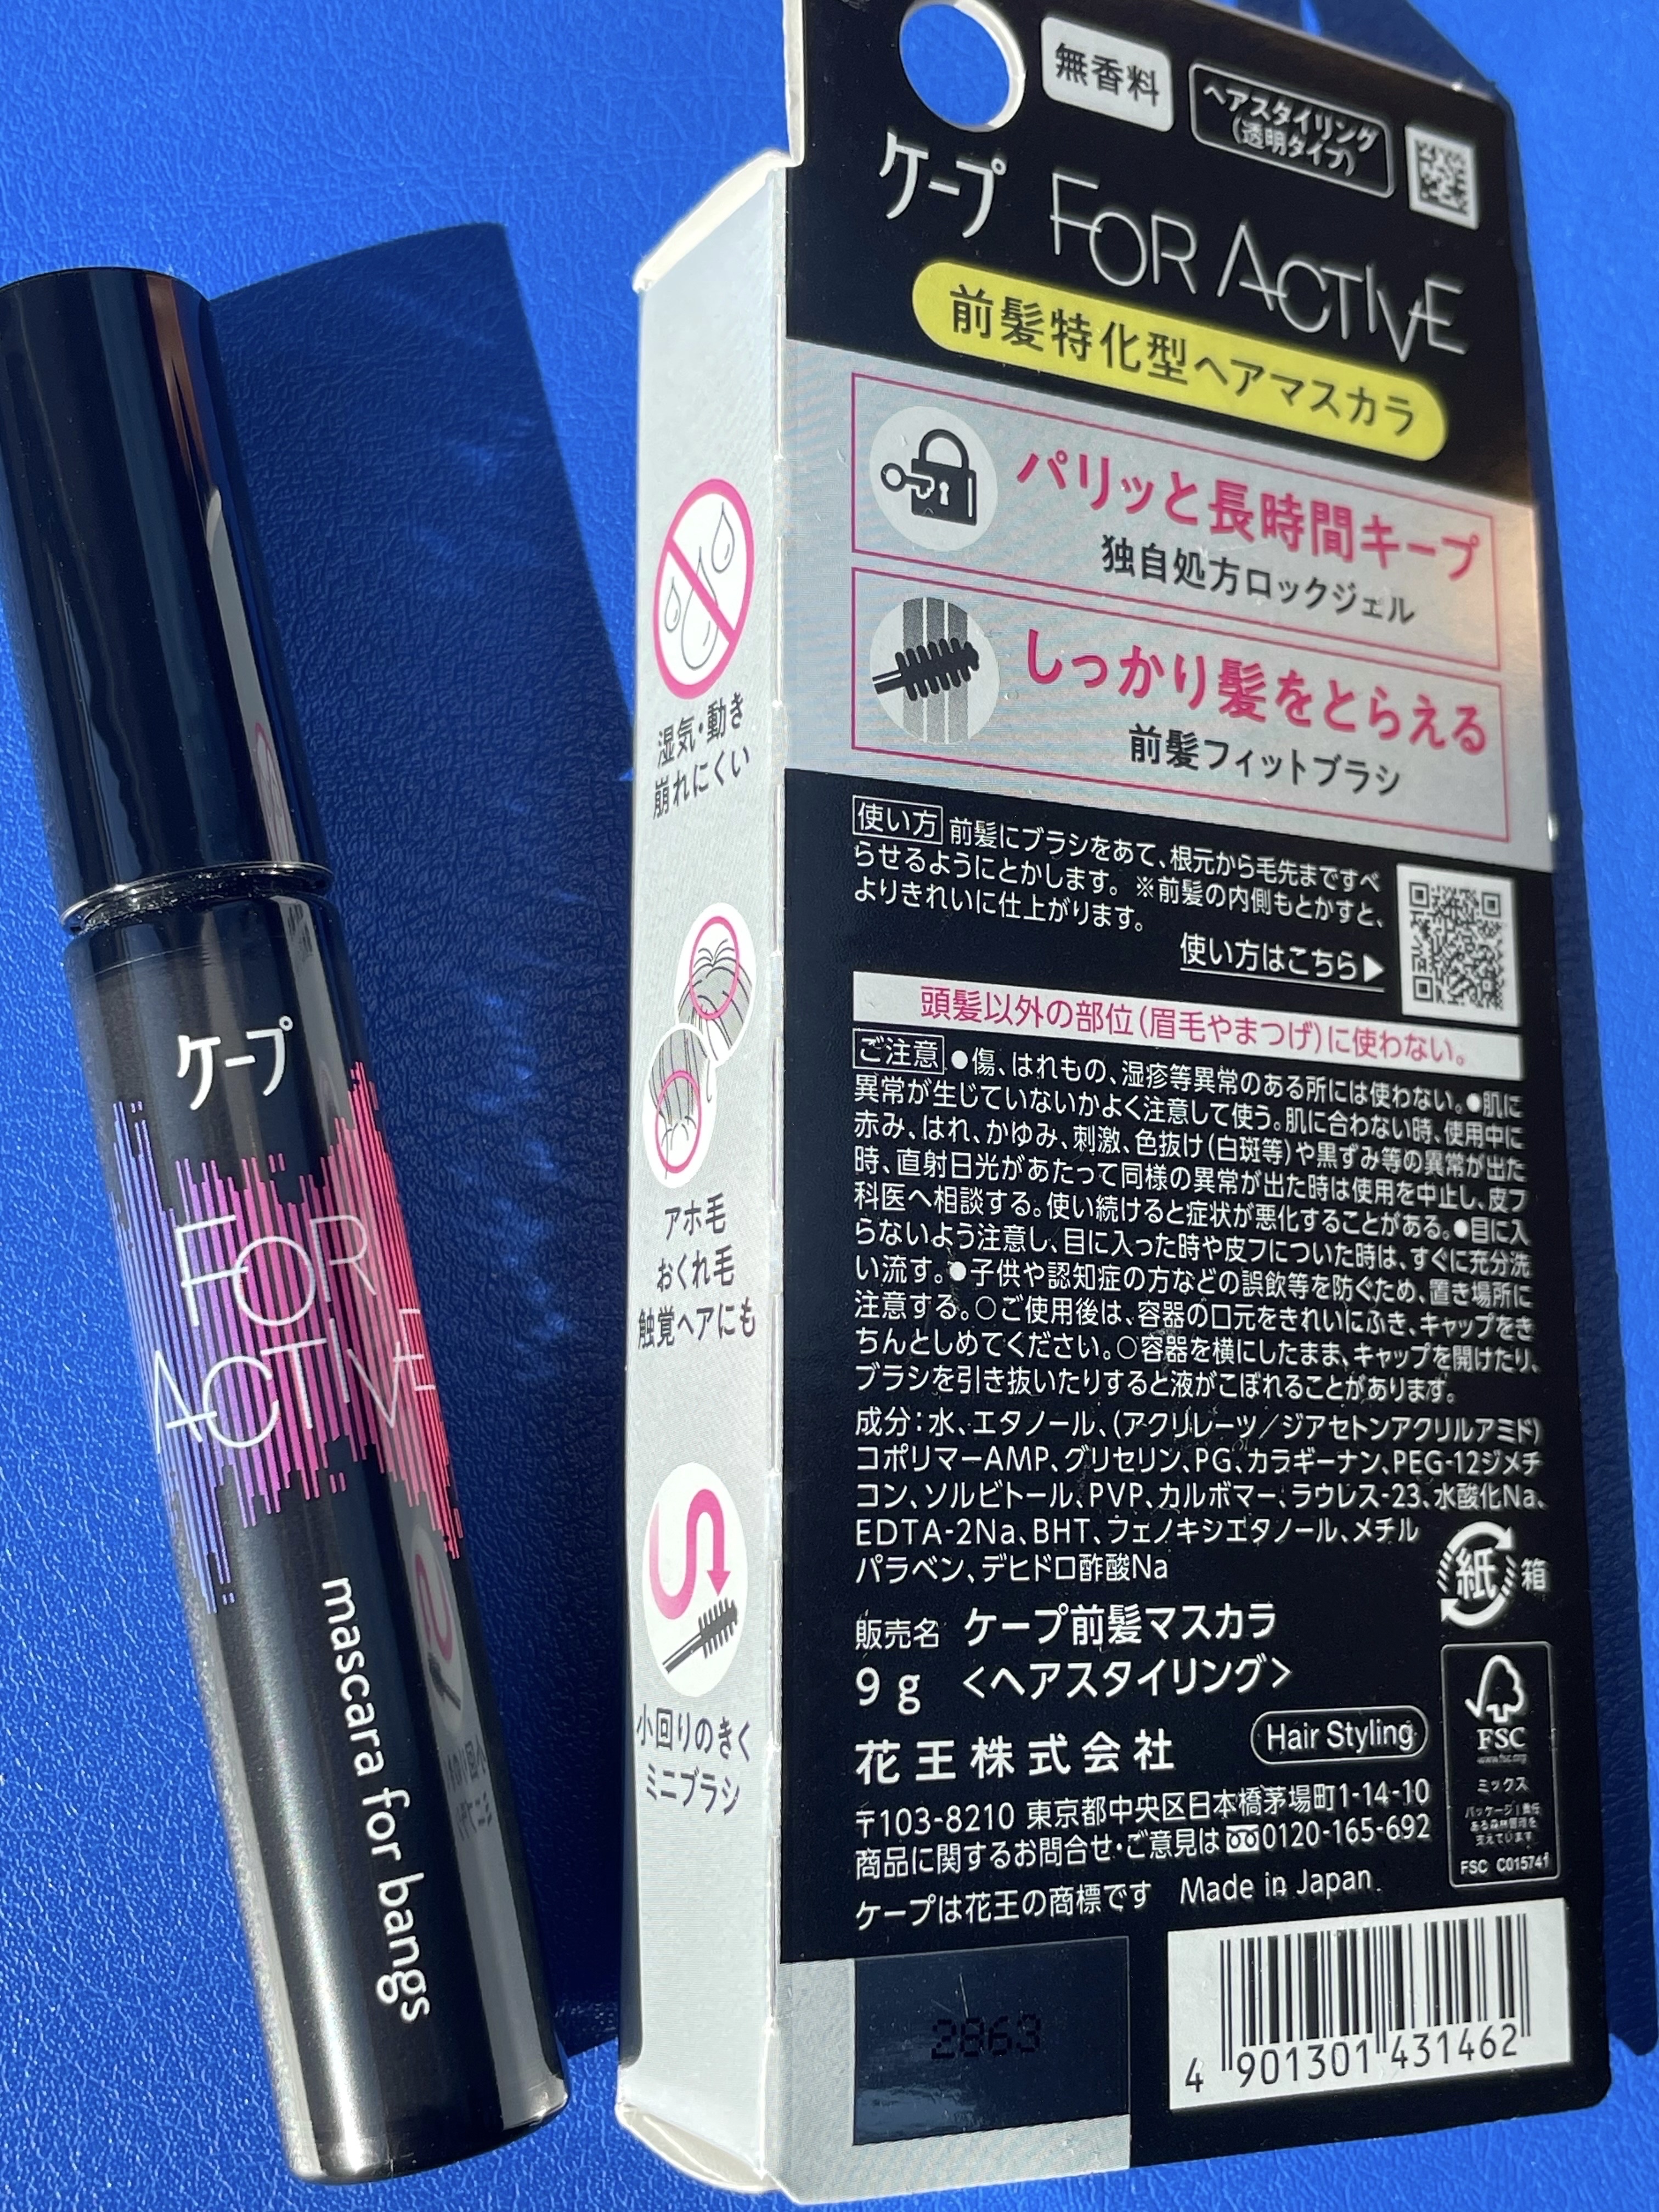 ケープ
FOR
ACTIVE
mascara for bangs
湿気・動き
崩れにくい
アホ毛
おくれ毛
触覚ヘアにも
小回りのきく
ミニブラシ
無香料
ヘアスタイリング
(透明タイプ)
ケープ FOR ACTIVE
前髪特化型ヘアマスカラ
パリッと長時間キープ
独自処方ロックジェル
しっかり髪をとらえる
前髪フィットブラシ
使い方 前髪にブラシをあて、根元から毛先まですべ
らせるようにとかします。※前髪の内側もとかすと、
よりきれいに仕上がります。
使い方はこちら▶
頭髪以外の部位(眉毛やまつげ)に使わない。
ご注意 ●傷、はれもの、湿疹等異常のある所には使わない。●肌に
異常が生じていないかよく注意して使う。肌に合わない時、使用中に
赤み、はれ、かゆみ、刺激、色抜け(白斑等)や黒ずみ等の異常が出た
時、直射日光があたって同様の異常が出た時は使用を中止し、皮フ
科医へ相談する。使い続けると症状が悪化することがある。●目に入
らないよう注意し、目に入った時や皮フについた時は、すぐに充分洗
い流す。●子供や認知症の方などの誤飲等を防ぐため、置き場所に
注意する。○ご使用後は、容器の口元をきれいにふき、キャップをき
ちんとしめてください。○容器を横にしたまま、キャップを開けたり、
ブラシを引き抜いたりすると液がこぼれることがあります。
成分:水、エタノール、(アクリレーツ/ジアセトンアクリルアミド)
コポリマーAMP、グリセリン、PG、カラギーナン、PEG-12ジメチ
コン、ソルビトール、PVP、カルボマー、ラウレス-23、水酸化Na、
EDTA-2Na、BHT、フェノキシエタノール、メチル
パラベン、デヒドロ酢酸Na
紙 箱
販売名 ケープ前髪マスカラ
9g <ヘアスタイリング>
花王株式会社
Hair Styling
〒103-8210 東京都中央区日本橋茅場町1-14-10
商品に関するお問合せ・ご意見は 0120-165-692
ケープは花王の商標です Made in Japan
FSC
www.fsc.org
ミックス
パッケージ|責任
ある森林管理を
支えています
FSC C015741
2863
4 901301 431462